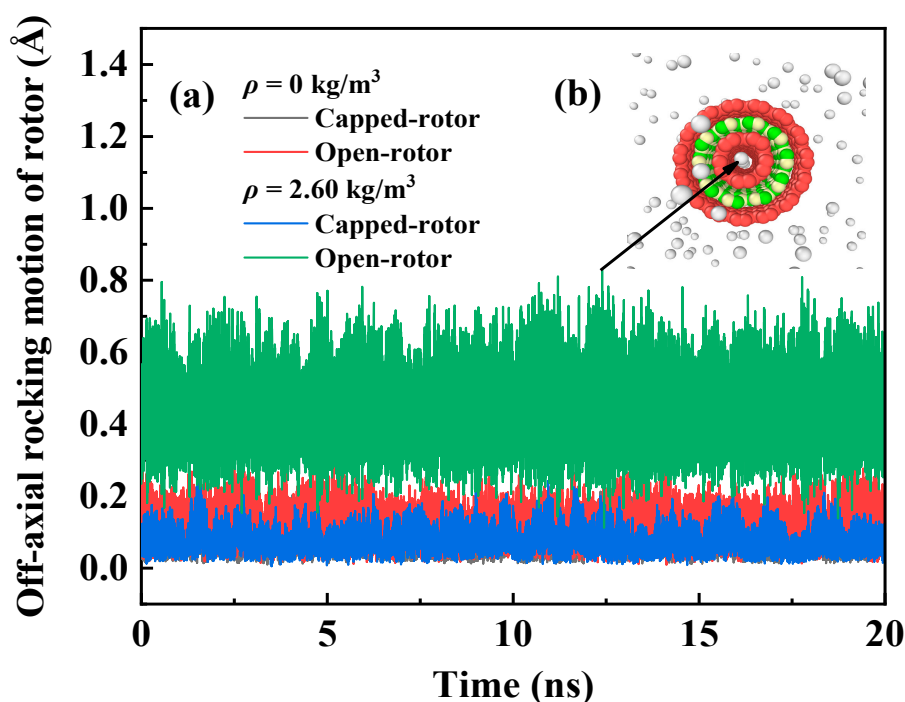 Off-axial rocking motion of rotor (Å)
1.4
1.2
1.0
0.8
0.6
0.4
0.2
0.0
(a)
ρ = 0 kg/m³
Capped-rotor
Open-rotor
ρ = 2.60 kg/m³
Capped-rotor
Open-rotor
(b)
0 5 10 15 20
Time (ns)